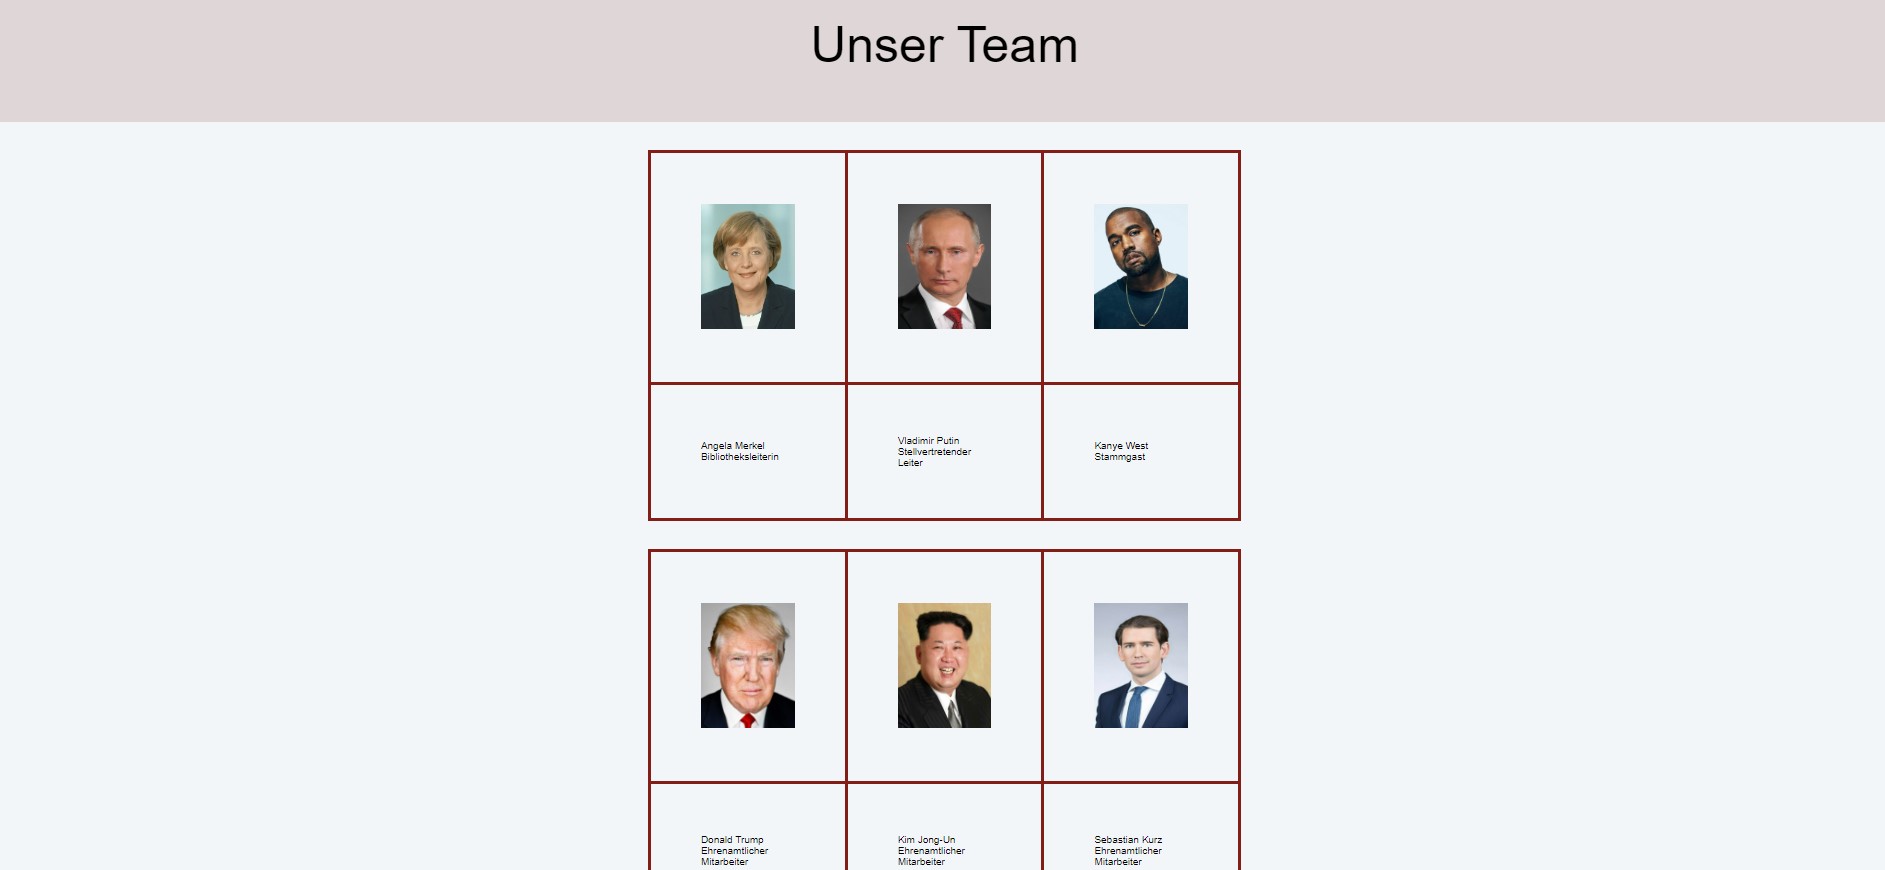 Unser Team
Angela Merkel
Bibliotheksleiterin
Vladimir Putin
Stellvertretender
Leiter
Kanye West
Stammgast
Donald Trump
Ehrenamtlicher
Mitarbeiter
Kim Jong-Un
Ehrenamtlicher
Mitarbeiter
Sebastian Kurz
Ehrenamtlicher
Mitarbeiter